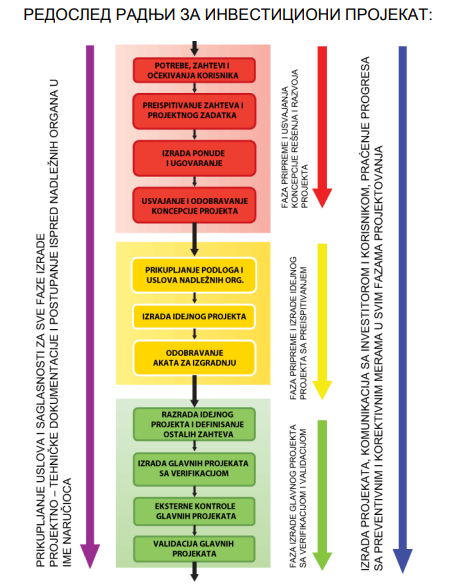 РЕДОСЛЕД РАДЊИ ЗА ИНВЕСТИЦИОНИ ПРОЈЕКАТ:
PRIKUPLJANJE USLOVA I SAGLASNOSTI ZA SVE FAZE IZRADE
PROJEKTNO – TEHNIČKE DOKUMENTACIJE I POSTUPANJE ISPRED NADLEŽNIH ORGANA U
IME NARUČIOCA
POTREBE, ZAHTEVI I
OČEKIVANJA KORISNIKA
PREISPITIVANJE ZAHTEVA I
PROJEKTNOG ZADATKA
IZRADA PONUDE
I UGOVARANJE
USVAJANJE I ODOBRAVANJE
KONCEPCIJE PROJEKTA
PRIKUPLJANJE PODLOGA I
USLOVA NADLEŽNIH ORG.
IZRADA IDEJNOG PROJEKTA
ODOBRAVANJE
AKATA ZA IZGRADNJU
RAZRADA IDEJNOG
PROJEKTA I DEFINISANJE
OSTALIH ZAHTEVA
IZRADA GLAVNIH PROJEKATA
SA VERIFIKACIJOM
EKSTERNE KONTROLE
GLAVNIH PROJEKATA
VALIDACIJA GLAVNIH
PROJEKATA
FAZA PRIPREME I USVAJANJA
KONCEPCIJE REŠENJA I RAZVOJA
PROJEKTA
FAZA PRIPREME I IZRADE IDEJNOG
PROJEKTA SA PREISPITIVANJEM
FAZA IZRADE GLAVNOG PROJEKTA
SA VERIFIKACIJOM I VALIDACIJOM
IZRADA PROJEKATA, KOMUNIKACIJA SA INVESTITOROM I KORISNIKOM, PRAĆENJE PROGRESA
SA PREVENTIVNIM I KOREKTIVNIM MERAMA U SVIM FAZAMA PROJEKTOVANJA